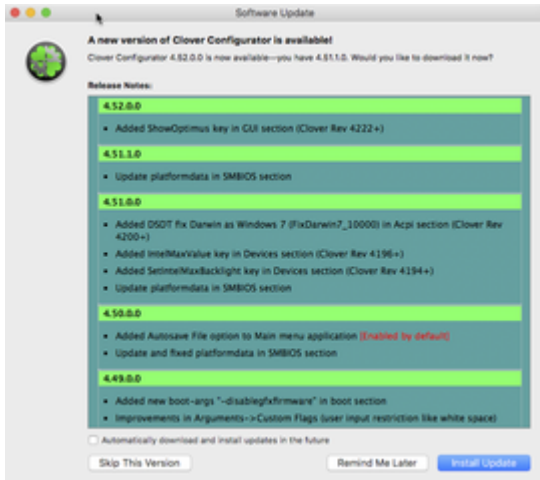 Software Update
A new version of Clover Configurator is available!
Clover Configurator 4.52.0.0 is now available—you have 4.51.1.0. Would you like to download it now?
Release Notes:
4.52.0.0
• Added ShowOptimus key in GUI section (Clover Rev 4222+)
4.51.1.0
• Update platformdata in SMBIOS section
4.51.0.0
• Added DSDT fix Darwin as Windows 7 (FixDarwin7_10000) in Acpi section (Clover Rev
4200+)
• Added IntelMaxValue key in Devices section (Clover Rev 4196+)
• Added SetIntelMaxBacklight key in Devices section (Clover Rev 4194+)
• Update platformdata in SMBIOS section
4.50.0.0
• Added Autosave File option to Main menu application (Enabled by default)
• Update and fixed platformdata in SMBIOS section
4.49.0.0
• Added new boot-args "-disablegfxfirmware" in boot section
• Improvements in Arguments->Custom Flags (user input restriction like white space)
Automatically download and install updates in the future
Skip This Version
Remind Me Later
Install Update